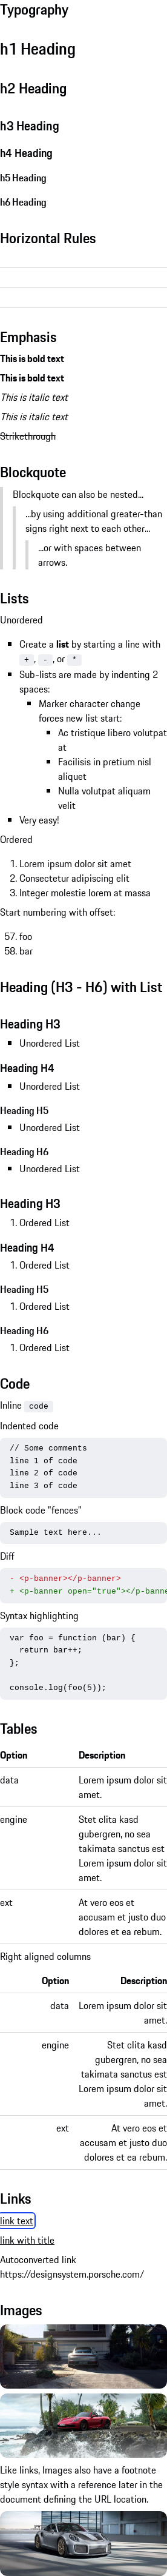 Typography
h1 Heading
h2 Heading
h3 Heading
h4 Heading
h5 Heading
h6 Heading
Horizontal Rules
Emphasis
This is bold text
This is bold text
This is italic text
This is italic text
Strikethrough
Blockquote
Blockquote can also be nested...
...by using additional greater-than
signs right next to each other...
...or with spaces between
arrows.
Lists
Unordered
Create a list by starting a line with
+ , - , or *
Sub-lists are made by indenting 2
spaces:
Marker character change
forces new list start:
Ac tristique libero volutpat
at
Facilisis in pretium nisl
aliquet
Nulla volutpat aliquam
velit
Very easy!
Ordered
1. Lorem ipsum dolor sit amet
2. Consectetur adipiscing elit
3. Integer molestie lorem at massa
Start numbering with offset:
57. foo
58. bar
Heading (H3 - H6) with List
Heading H3
Unordered List
Heading H4
Unordered List
Heading H5
Unordered List
Heading H6
Unordered List
Heading H3
1. Ordered List
Heading H4
1. Ordered List
Heading H5
1. Ordered List
Heading H6
1. Ordered List
Code
Inline code
Indented code
// Some comments
line 1 of code
line 2 of code
line 3 of code
Block code "fences"
Sample text here...
Diff
- <p-banner></p-banner>
+ <p-banner open="true"></p-banne
Syntax highlighting
var foo = function (bar) {
return bar++;
};
console.log(foo(5));
Tables
Option Description
data Lorem ipsum dolor sit
amet.
engine Stet clita kasd
gubergren, no sea
takimata sanctus est
Lorem ipsum dolor sit
amet.
ext At vero eos et
accusam et justo duo
dolores et ea rebum.
Right aligned columns
Option Description
data Lorem ipsum dolor sit
amet.
engine Stet clita kasd
gubergren, no sea
takimata sanctus est
Lorem ipsum dolor sit
amet.
ext At vero eos et
accusam et justo duo
dolores et ea rebum.
Links
link text
link with title
Autoconverted link
https://designsystem.porsche.com/
Images
Like links, Images also have a footnote
style syntax with a reference later in the
document defining the URL location.